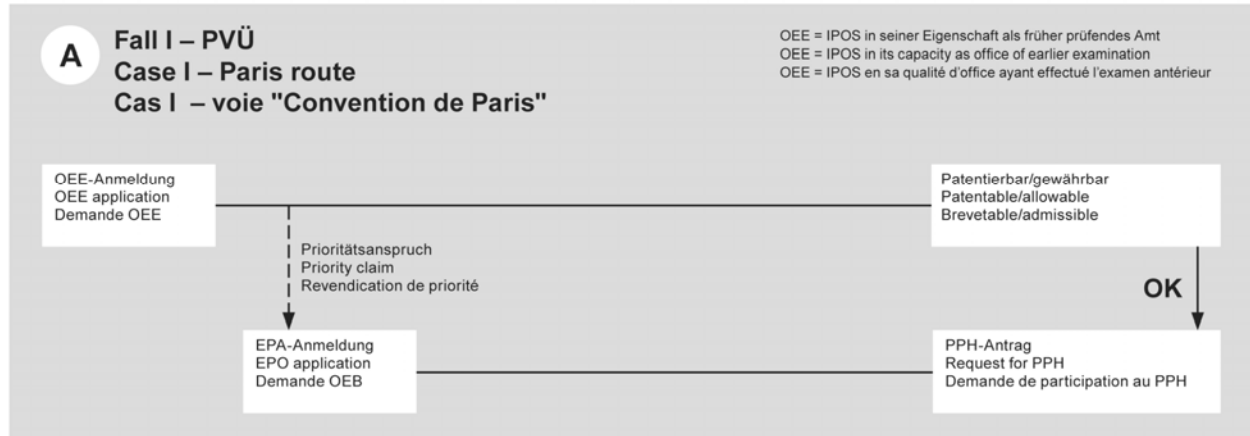 A
Fall I – PVÜ
Case I – Paris route
Cas I – voie "Convention de Paris"
OEE = IPOS in seiner Eigenschaft als früher prüfendes Amt
OEE = IPOS in its capacity as office of earlier examination
OEE = IPOS en sa qualité d'office ayant effectué l'examen antérieur
OEE-Anmeldung
OEE application
Demande OEE
Patentierbar/gewährbar
Patentable/allowable
Brevetable/admissible
Prioritätsanspruch
Priority claim
Revendication de priorité
OK
EPA-Anmeldung
EPO application
Demande OEB
PPH-Antrag
Request for PPH
Demande de participation au PPH